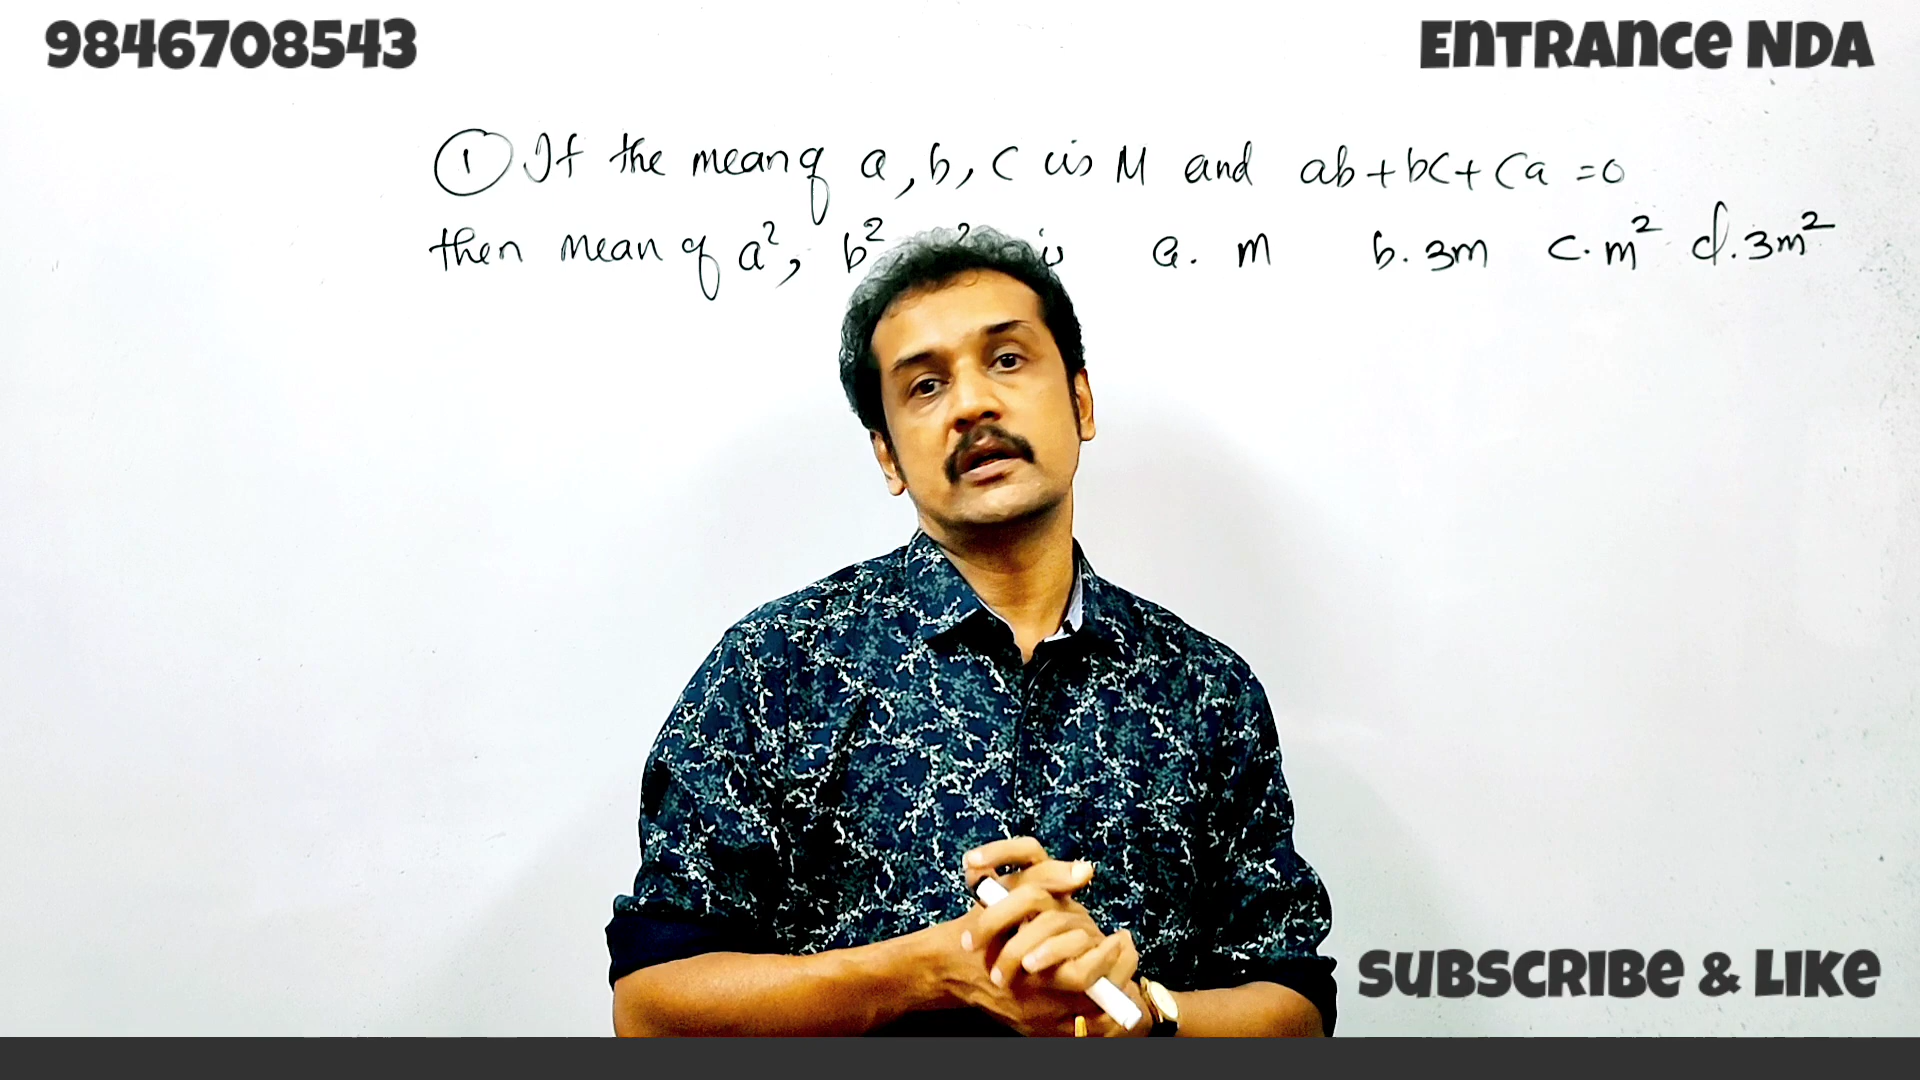 9846708543
ENTRANCE NDA
① If the mean of a, b, c is M and ab + bc + ca = 0
then mean of a², b² ² is a. m b. 3m c. m² d. 3m²
SUBSCRIBE & LIKE